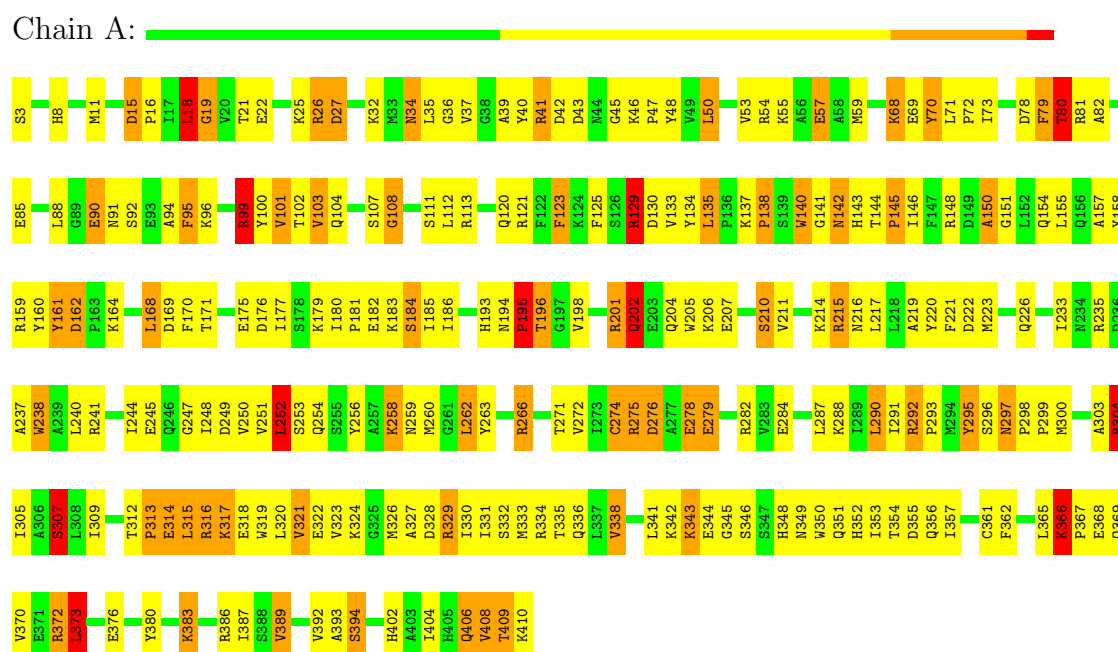 Chain A:
S3 H8 M11 D15 P16 I17 L18 G19 V20 T21 E22 K25 R26 D27 K32 M33 N34 L35 G36 V37 G38 A39 Y40 R41 D42 D43 N44 G45 K46 P47 Y48 V49 L50 V53 R54 K55 A56 E57 A58 M59 K68 E69 Y70 L71 P72 I73 D78 F79 T80 R81 A82
E85 L88 G89 E90 N91 S92 E93 A94 F95 K96 R99 Y100 V101 T102 V103 Q104 S107 G108 S111 L112 R113 Q120 R121 F122 F123 K124 F125 S126 R129 D130 V133 Y134 L135 P136 K137 P138 S139 W140 G141 N142 H143 T144 P145 I146 F147 R148 D149 A150 G151 L152 Q154 L155 Q156 A157 Y158
R159 Y160 Y161 D162 P163 K164 L168 D169 F170 T171 E175 D176 I177 S178 K179 I180 P181 E182 K183 S184 I185 I186 H193 N194 P195 T196 G197 V198 R201 Q202 E203 Q204 W205 K206 E207 S210 V211 K214 R215 N216 L217 L218 A219 Y220 F221 D222 M223 Q226 I233 N234 R235 D236
A237 W238 A239 L240 R241 I244 E245 Q246 G247 I248 D249 V250 V251 L252 S253 Q254 S255 Y256 A257 K258 N259 M260 G261 L262 Y263 R266 T271 V272 I273 C274 R275 D276 A277 E278 E279 R282 V283 E284 L287 K288 I289 L290 I291 R292 P293 M294 Y295 S296 N297 P298 P299 M300 A303 R304
I305 A306 S307 L308 I309 T312 P313 E314 L315 R316 K317 E318 W319 L320 V321 E322 V323 K324 G325 M326 A327 D328 R329 I330 I331 S332 M333 R334 T335 Q336 L337 V338 L341 K342 K343 E344 G345 S346 S347 H348 N349 W350 Q351 H352 I353 T354 D355 Q356 I357 C361 F362 L365 K366 P367 E368 Q369
V370 E371 R372 L373 E376 Y380 K383 R386 I387 S388 V389 V392 A393 S394 H402 A403 I404 H405 Q406 V408 T409 K410